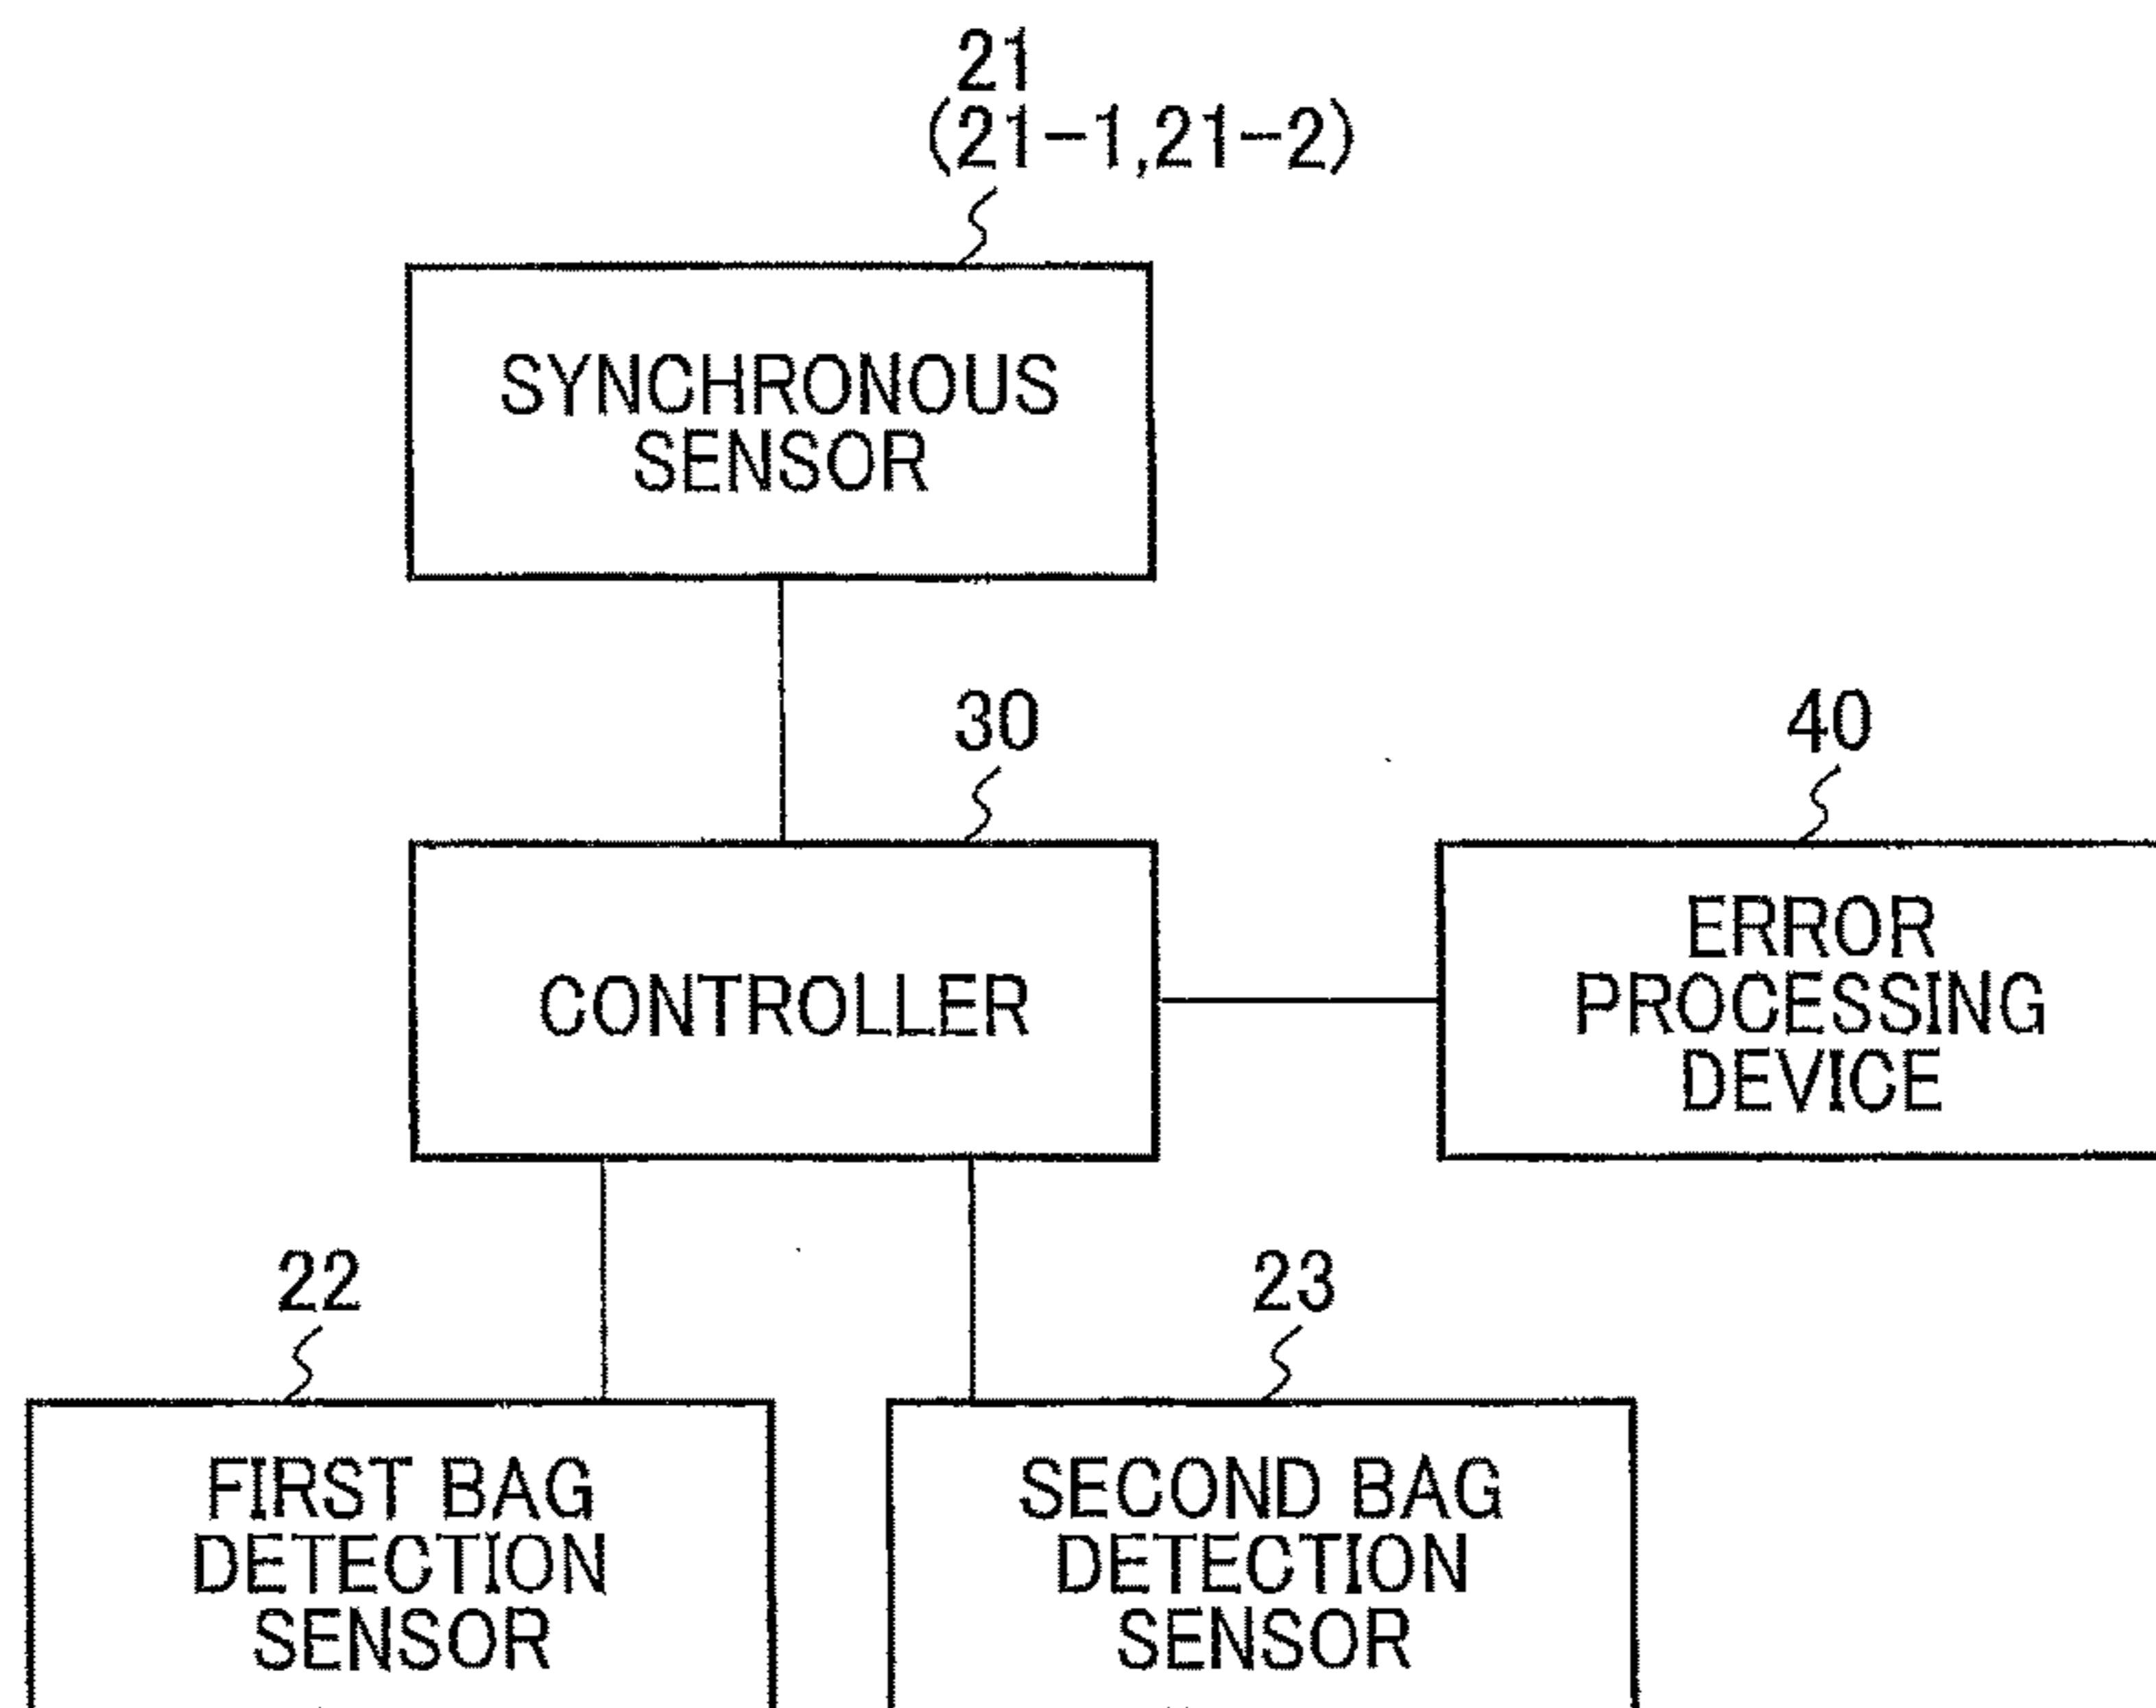 21
(21-1,21-2)
SYNCHRONOUS
SENSOR
30
40
CONTROLLER
ERROR
PROCESSING
DEVICE
22
23
FIRST BAG
DETECTION
SENSOR
SECOND BAG
DETECTION
SENSOR